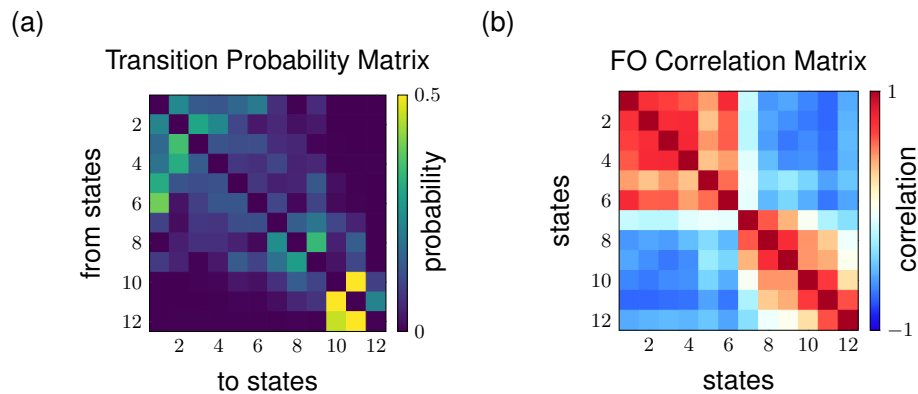 (a)
Transition Probability Matrix
from states
2
4
6
8
10
12
2 4 6 8 10 12
to states
0.5
0
probability
(b)
FO Correlation Matrix
states
2
4
6
8
10
12
2 4 6 8 10 12
states
1
−1
correlation